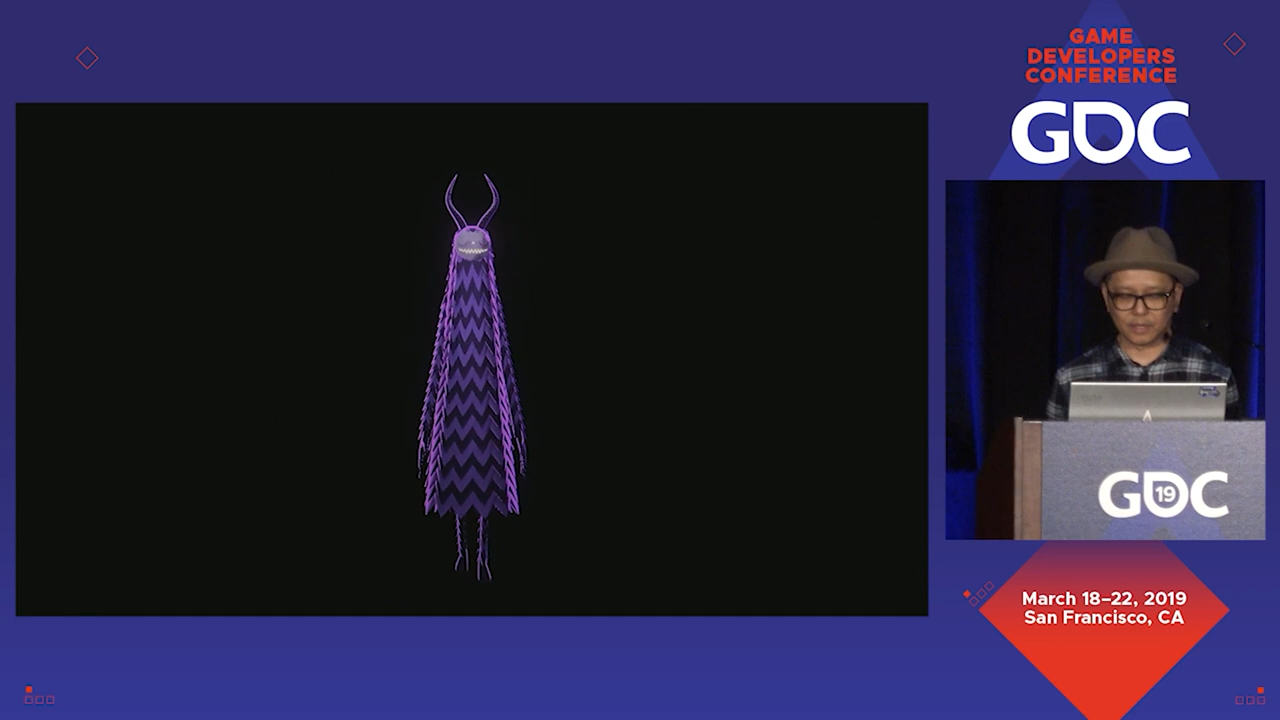 GAME
DEVELOPERS
CONFERENCE
GDC
GDC
19
March 18–22, 2019
San Francisco, CA